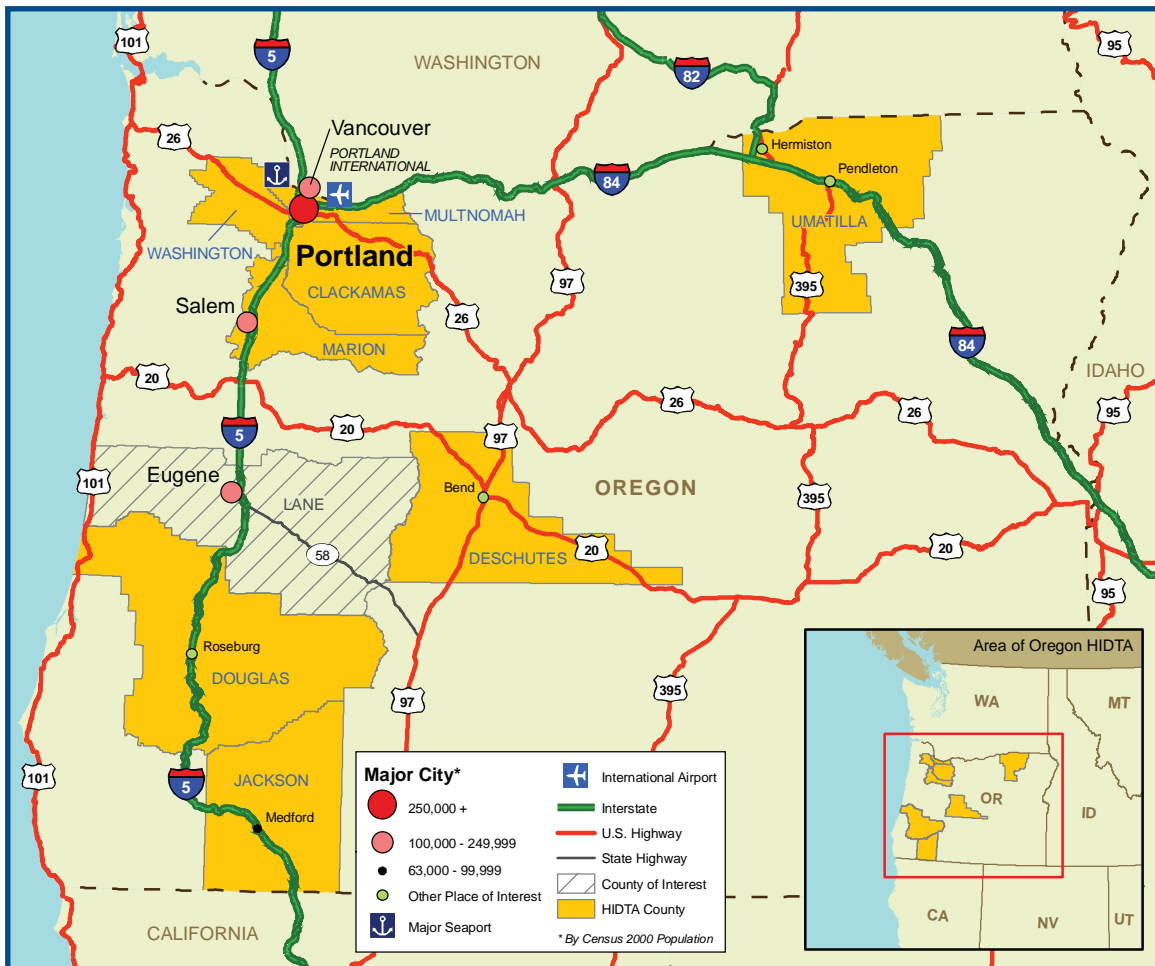 101
5
WASHINGTON
82
95
26
Vancouver
PORTLAND
INTERNATIONAL
Hermiston
Pendleton
84
MULTNOMAH
UMATILLA
WASHINGTON
Portland
CLACKAMAS
97
395
Salem
26
MARION
84
IDAHO
20
26
26
95
5
20
97
101
Eugene
LANE
Bend
OREGON
395
58
DESCHUTES
20
20
95
Roseburg
DOUGLAS
97
395
101
5
JACKSON
Medford
CALIFORNIA
Major City*
250,000 +
100,000 - 249,999
63,000 - 99,999
Other Place of Interest
Major Seaport
International Airport
Interstate
U.S. Highway
State Highway
County of Interest
HIDTA County
* By Census 2000 Population
Area of Oregon HIDTA
WA
MT
OR
ID
CA
NV
UT